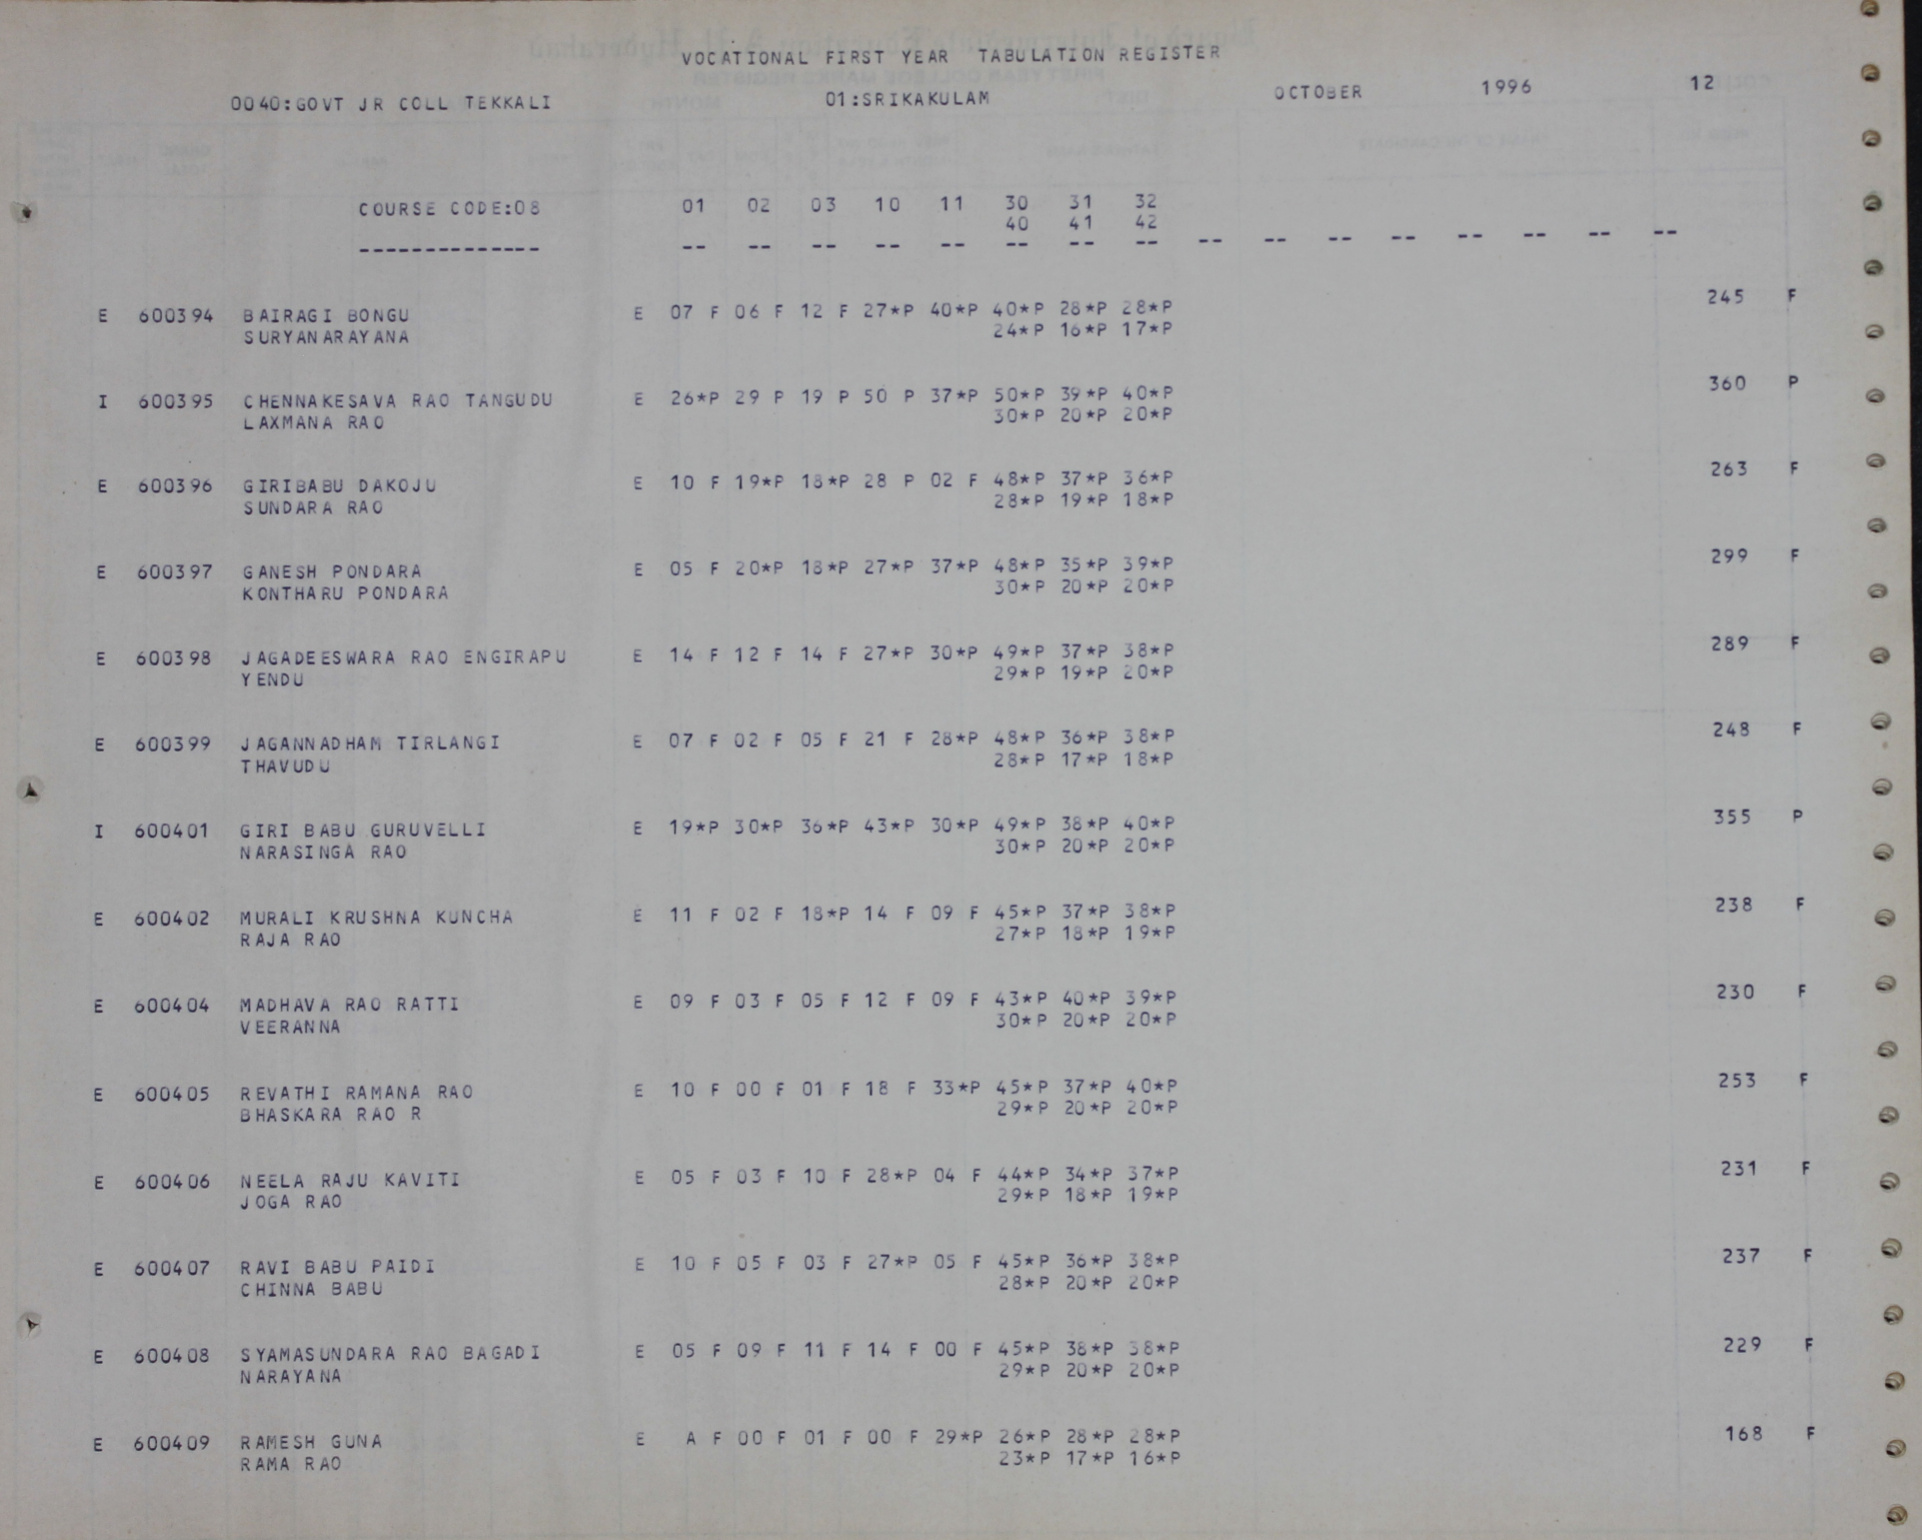 VOCATIONAL FIRST YEAR TABULATION REGISTER
0040:GOVT JR COLL TEKKALI 01:SRIKAKULAM OCTOBER 1996 12
COURSE CODE:08 01 02 03 10 11 30 31 32
40 41 42
-------------- -- -- -- -- -- -- -- -- -- -- -- -- -- -- -- --
E 600394 BAIRAGI BONGU E 07 F 06 F 12 F 27*P 40*P 40*P 28*P 28*P 245 F
SURYANARAYANA 24*P 16*P 17*P
I 600395 CHENNAKESAVA RAO TANGUDU E 26*P 29 P 19 P 50 P 37*P 50*P 39*P 40*P 360 P
LAXMANA RAO 30*P 20*P 20*P
E 600396 GIRIBABU DAKOJU E 10 F 19*P 18*P 28 P 02 F 48*P 37*P 36*P 263 F
SUNDARA RAO 28*P 19*P 18*P
E 600397 GANESH PONDARA E 05 F 20*P 18*P 27*P 37*P 48*P 35*P 39*P 299 F
KONTHARU PONDARA 30*P 20*P 20*P
E 600398 JAGADEESWARA RAO ENGIRAPU E 14 F 12 F 14 F 27*P 30*P 49*P 37*P 38*P 289 F
YENDU 29*P 19*P 20*P
E 600399 JAGANNADHAM TIRLANGI E 07 F 02 F 05 F 21 F 28*P 48*P 36*P 38*P 248 F
THAVUDU 28*P 17*P 18*P
I 600401 GIRI BABU GURUVELLI E 19*P 30*P 36*P 43*P 30*P 49*P 38*P 40*P 355 P
NARASINGA RAO 30*P 20*P 20*P
E 600402 MURALI KRUSHNA KUNCHA E 11 F 02 F 18*P 14 F 09 F 45*P 37*P 38*P 238 F
RAJA RAO 27*P 18*P 19*P
E 600404 MADHAVA RAO RATTI E 09 F 03 F 05 F 12 F 09 F 43*P 40*P 39*P 230 F
VEERANNA 30*P 20*P 20*P
E 600405 REVATHI RAMANA RAO E 10 F 00 F 01 F 18 F 33*P 45*P 37*P 40*P 253 F
BHASKARA RAO R 29*P 20*P 20*P
E 600406 NEELA RAJU KAVITI E 05 F 03 F 10 F 28*P 04 F 44*P 34*P 37*P 231 F
JOGA RAO 29*P 18*P 19*P
E 600407 RAVI BABU PAIDI E 10 F 05 F 03 F 27*P 05 F 45*P 36*P 38*P 237 F
CHINNA BABU 28*P 20*P 20*P
E 600408 SYAMASUNDARA RAO BAGADI E 05 F 09 F 11 F 14 F 00 F 45*P 38*P 38*P 229 F
NARAYANA 29*P 20*P 20*P
E 600409 RAMESH GUNA E A F 00 F 01 F 00 F 29*P 26*P 28*P 28*P 168 F
RAMA RAO 23*P 17*P 16*P